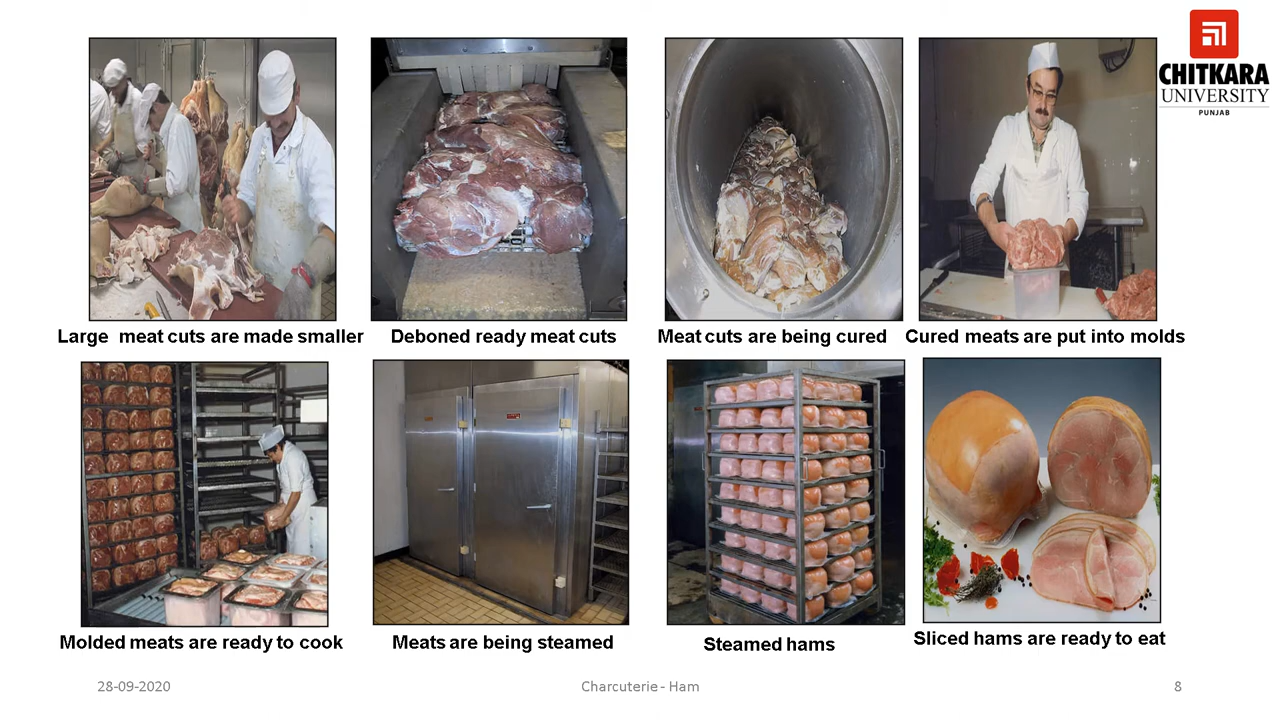 CHITKARA
UNIVERSITY
PUNJAB
Large meat cuts are made smaller
Deboned ready meat cuts
Meat cuts are being cured
Cured meats are put into molds
Molded meats are ready to cook
Meats are being steamed
Steamed hams
Sliced hams are ready to eat
28-09-2020
Charcuterie - Ham
8